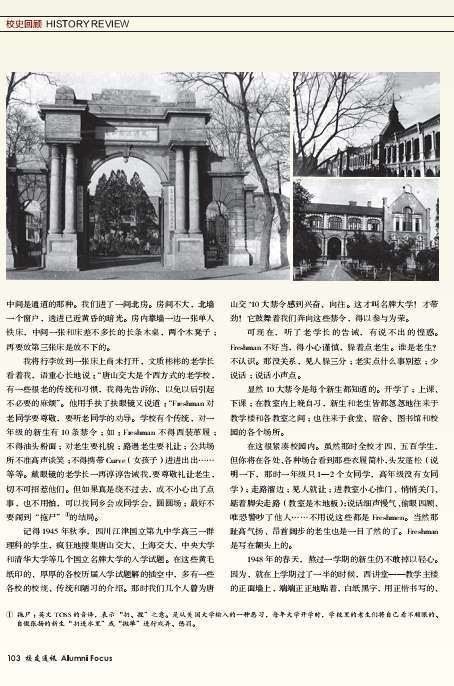 校史回顾 HISTORY REVIEW
中间是通道的那种。我们进了一间北房。房间不大，北墙
一个窗户，透进已近黄昏的暗光。房内靠墙一边一张单人
铁床，中间一张和床差不多长的长条木桌，两个木凳子；
再要放第三张床是放不下的。
我将行李放到一张床上尚未打开，文质彬彬的老学长
看着我，语重心长地说：“唐山交大是个西方式的老学校，
有一些很老的传统和习惯，我得先告诉你，以免以后引起
不必要的麻烦”。他用手扶了扶眼镜又说道：“Freshman 对
老同学要尊敬，要听老同学的劝导。学校有个传统，对一
年级的新生有 10 条禁令；如：Freshman 不得西装革履；
不得油头粉面；对老生要礼貌；路遇老生要礼让；公共场
所不准高声谈笑；不得携带 Curve（女孩子）进进出出……
等等。戴眼镜的老学长一再谆谆告诫我，要尊敬礼让老生，
切不可招惹他们。但如果真是绕不过去，或不小心出了点
事，也不用怕，可以找同乡会或同学会，圆圆场；最好不
要闹到“拖尸”①的结局。
记得 1945 年秋季，四川江津国立第九中学高三一群
理科的学生，疯狂地搜集唐山交大、上海交大、中央大学
和清华大学等几个国立名牌大学的入学试题。在这些黄毛
纸印的、厚厚的各校历届入学试题解的插空中，多有一些
各校的校规、传统和陋习的介绍。那时我们几个人曾为唐
山交“10 大禁令感到兴奋、向往。这才叫名牌大学！才带
劲！它鼓舞着我们奔向这些禁令，得以参与为荣。
可现在，听了老学长的告诫，有说不出的惶惑。
Freshman 不好当，得小心谨慎，躲着点老生。谁是老生？
不认识。那没关系，见人躲三分；老实点什么事别惹；少
说话；说话小声点。
显然 10 大禁令是每个新生都知道的。开学了；上课、
下课；在教室内上晚自习，新生和老生皆都忽忽地往来于
教学楼和各教室之间；也往来于食堂、宿舍、图书馆和校
园的各个场所。
在这很紧凑校园内。虽然那时全校才四、五百学生，
但你将在各处、各种场合看到那些衣履简朴，头发蓬松（说
明一下，那时一年级只 1—2 个女同学，高年级没有女同
学）；走路溜边；见人就让；进教室小心推门、悄悄关门、
踮着脚尖走路（教室是木地板）；说话细声慢气、偷眼四顾、
唯恐警吵了他人……不用说这些都是 Freshmen。当然那
趾高气扬、昂首阔步的老生也是一目了然的了。Freshman
是写在额头上的。
1948 年的春天，熬过一学期的新生仍不敢掉以轻心。
因为，就在上学期过了一半的时候，西讲堂——教学主楼
的正面墙上，端端正正地贴着，白纸黑字，用正楷书写的、
① 拖尸：英文 TOSS 的音译，表示“扔、投”之意。是从美国大学输入的一种恶习，每年大学开学时，学校里的老生们将自己看不顺眼的、
自傲张扬的新生“扔进水里”或“抛摔”进行戏弄、惩罚。
103 校友通讯 Alumni Focus